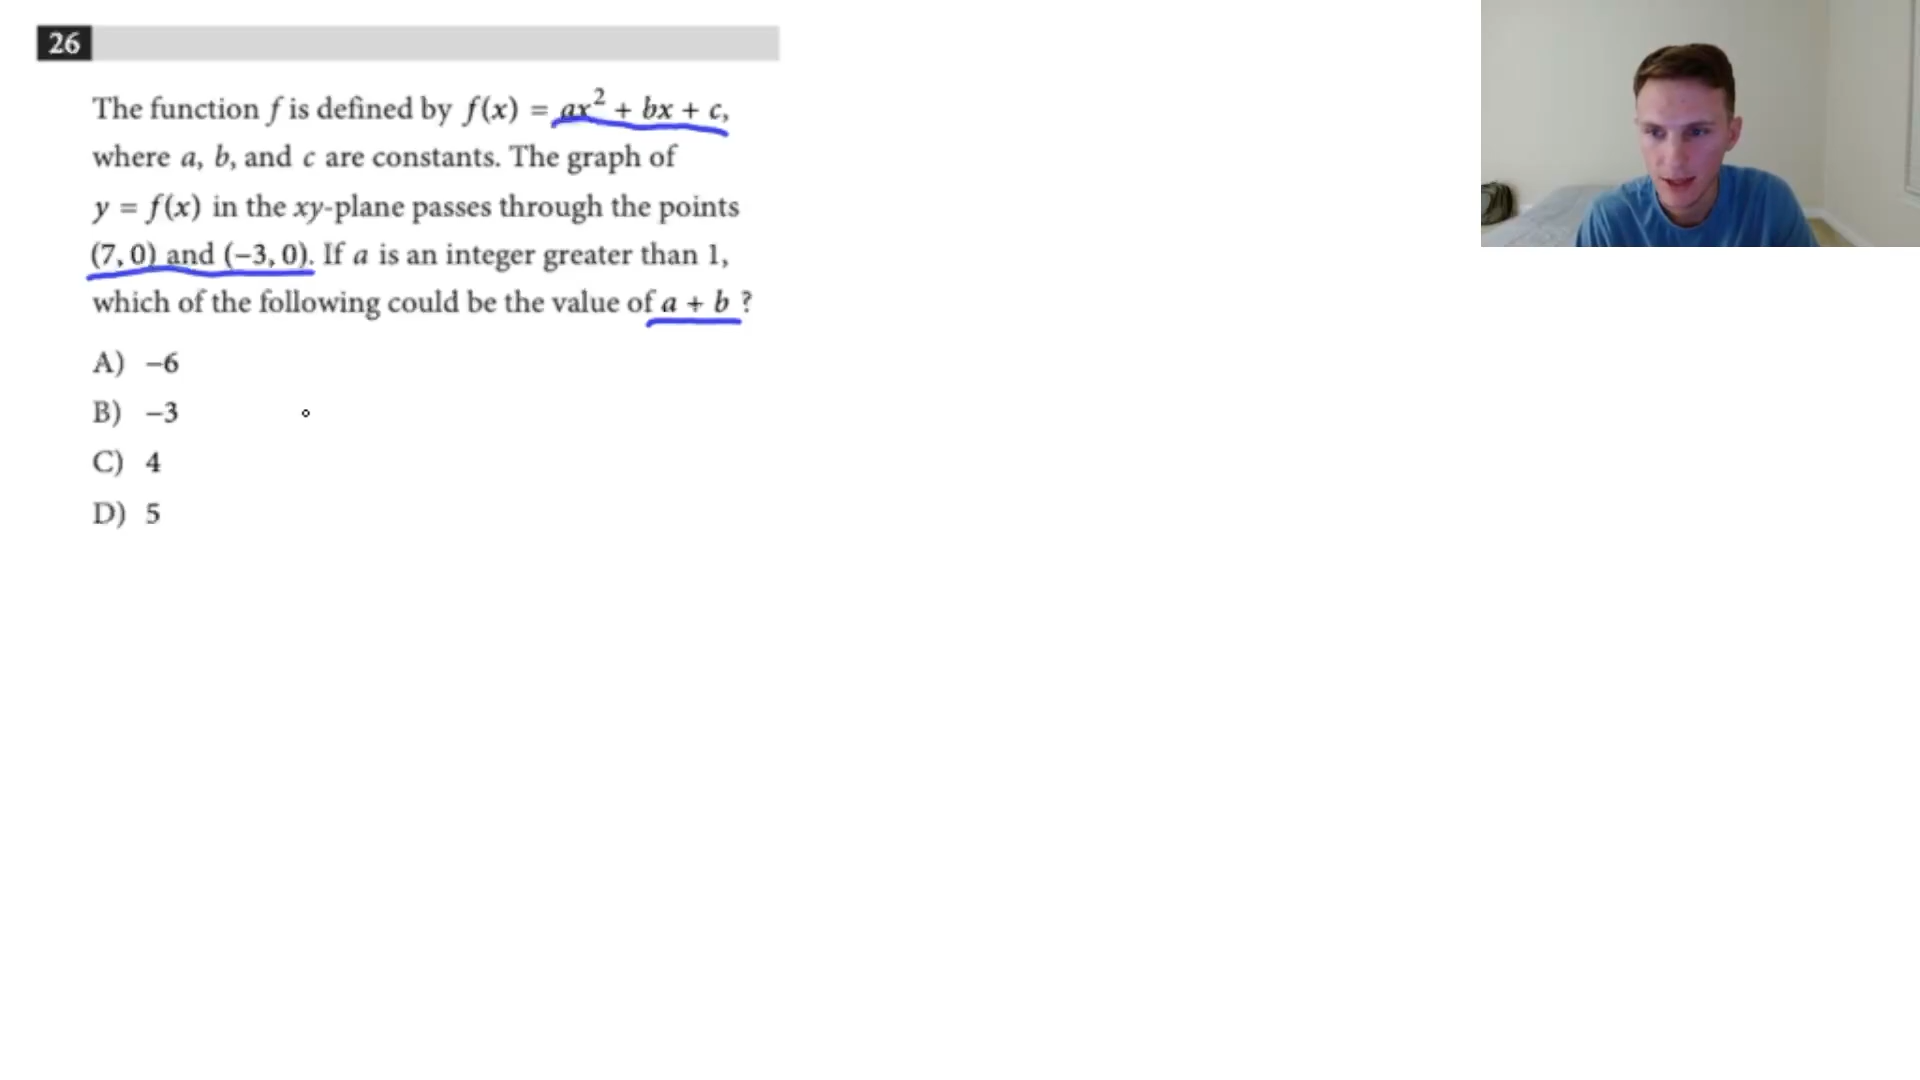 26
The function f is defined by f(x) = ax² + bx + c,
where a, b, and c are constants. The graph of
y = f(x) in the xy-plane passes through the points
(7, 0) and (−3, 0). If a is an integer greater than 1,
which of the following could be the value of a + b ?
A) −6
B) −3
C) 4
D) 5